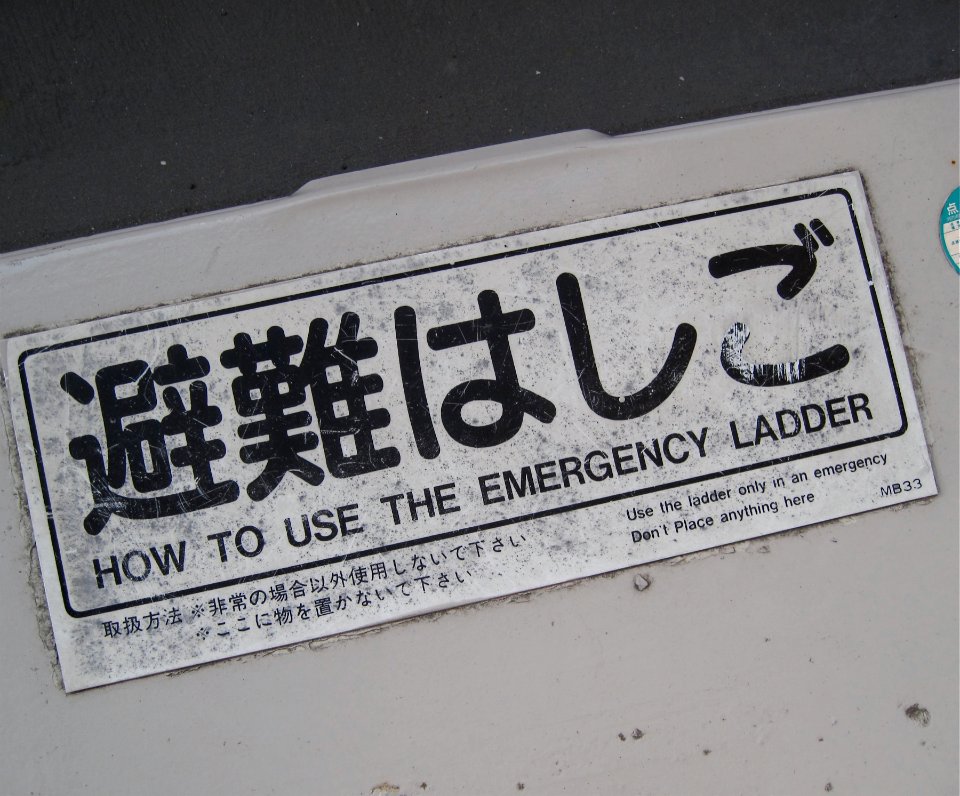 避難はしご
HOW TO USE THE EMERGENCY LADDER
取扱方法 ※非常の場合以外使用しないで下さい
※ここに物を置かないで下さい
Use the ladder only in an emergency
Don't Place anything here
MB33
点